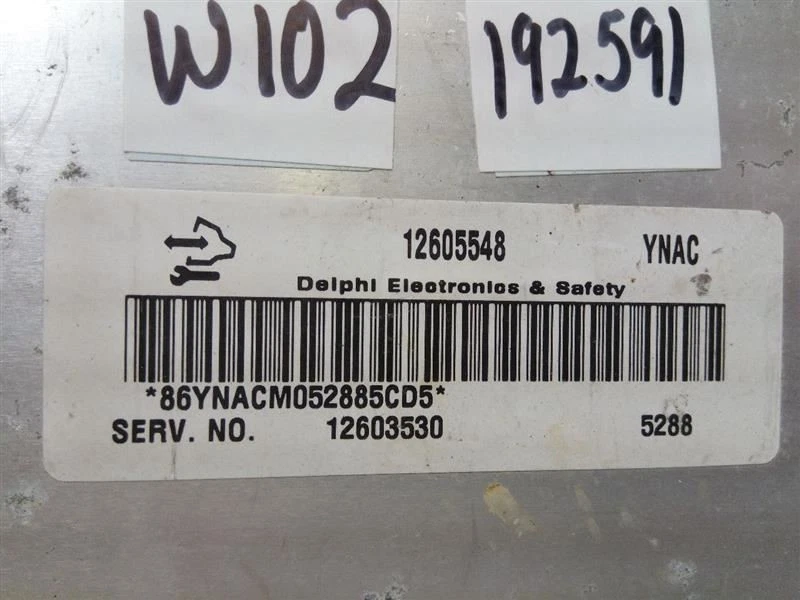 W102 192591
12605548 YNAC
Delphi Electronics & Safety
*86YNACM052885CD5*
SERV. NO. 12603530 5288